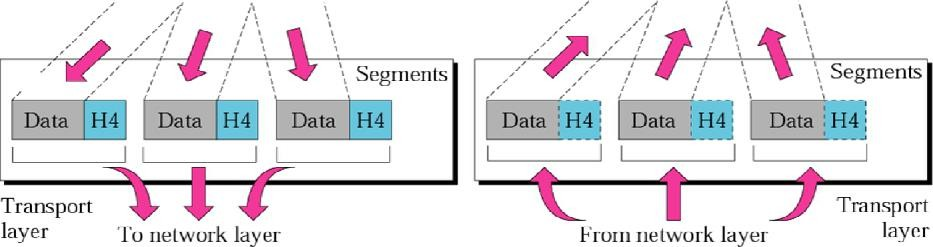 Segments
Data H4 Data H4 Data H4
Transport
layer
To network layer
Segments
Data H4 Data H4 Data H4
From network layer
Transport
layer